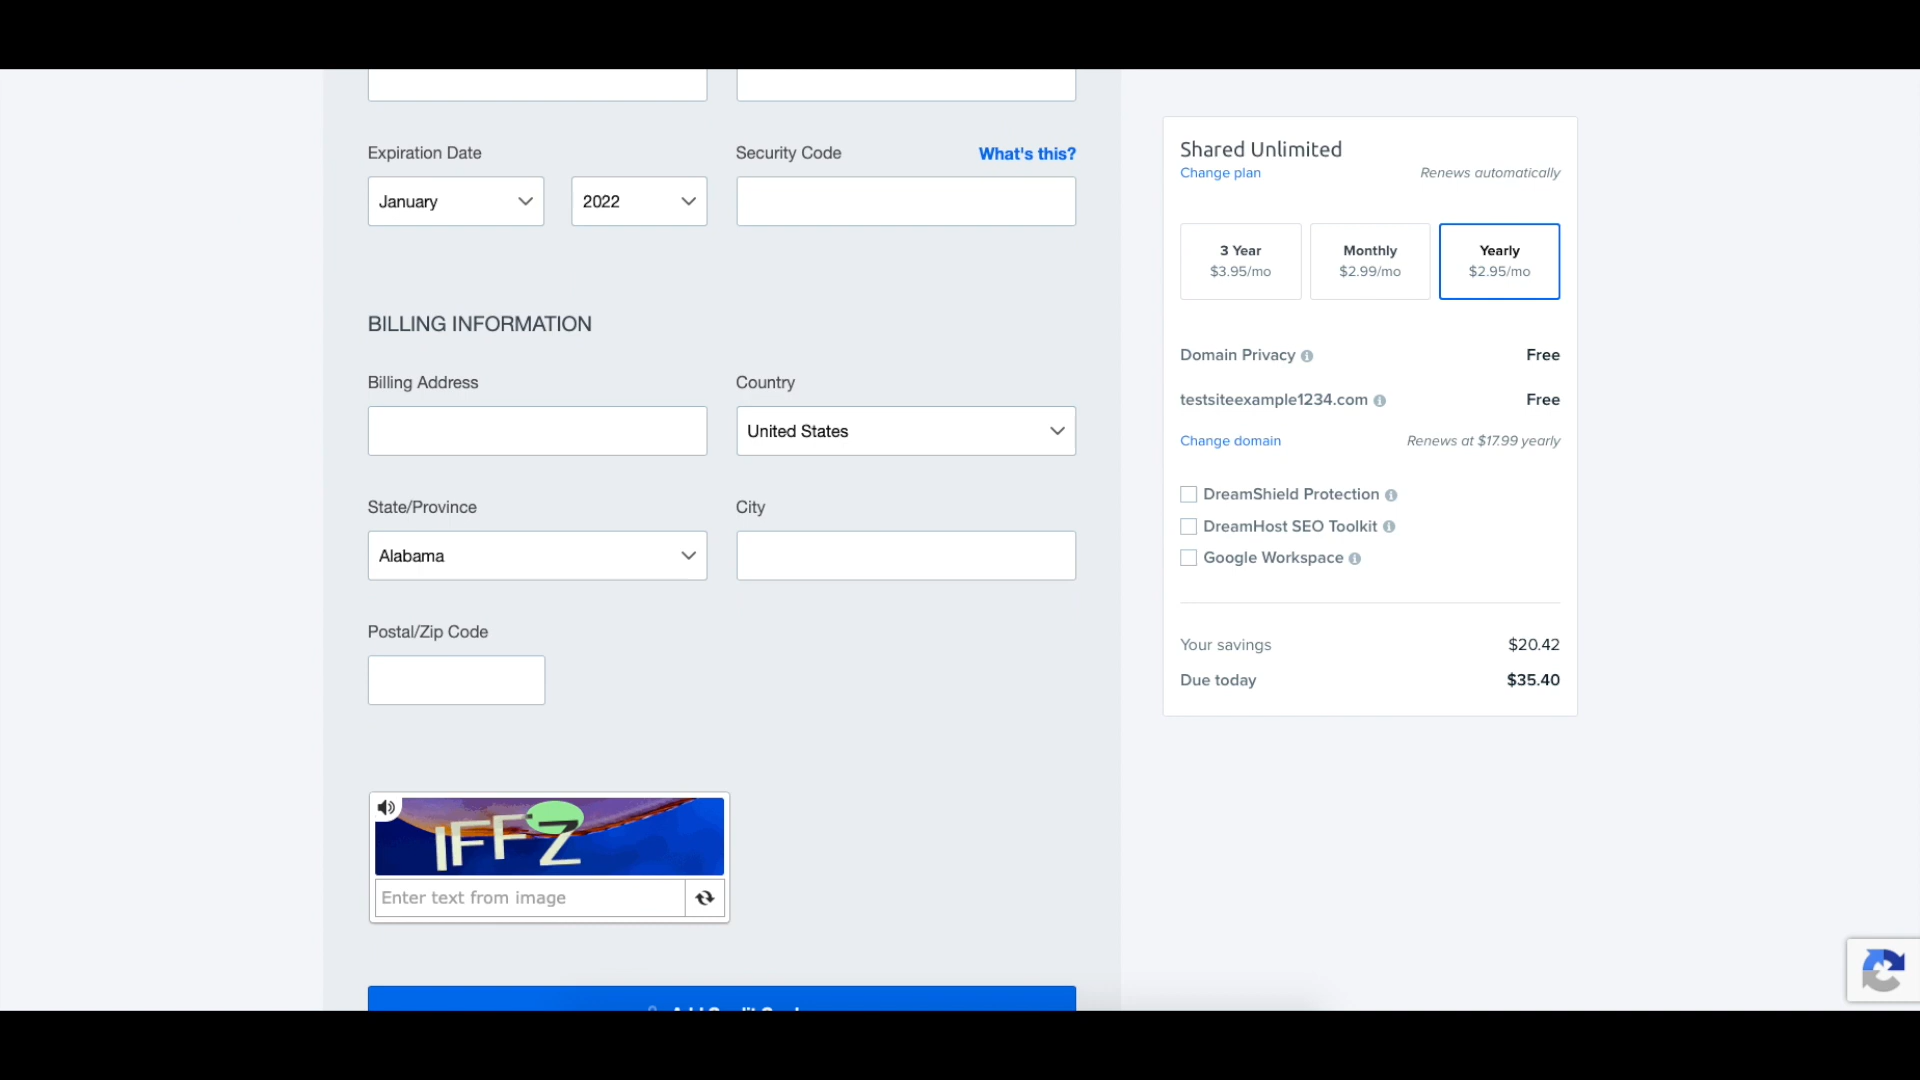 Expiration Date
Security Code
What's this?
January
2022
BILLING INFORMATION
Billing Address
Country
United States
State/Province
City
Alabama
Postal/Zip Code
IFFZ
Enter text from image
Shared Unlimited
Change plan
Renews automatically
3 Year
$3.95/mo
Monthly
$2.99/mo
Yearly
$2.95/mo
Domain Privacy
Free
testsiteexample1234.com
Free
Change domain
Renews at $17.99 yearly
DreamShield Protection
DreamHost SEO Toolkit
Google Workspace
Your savings
$20.42
Due today
$35.40